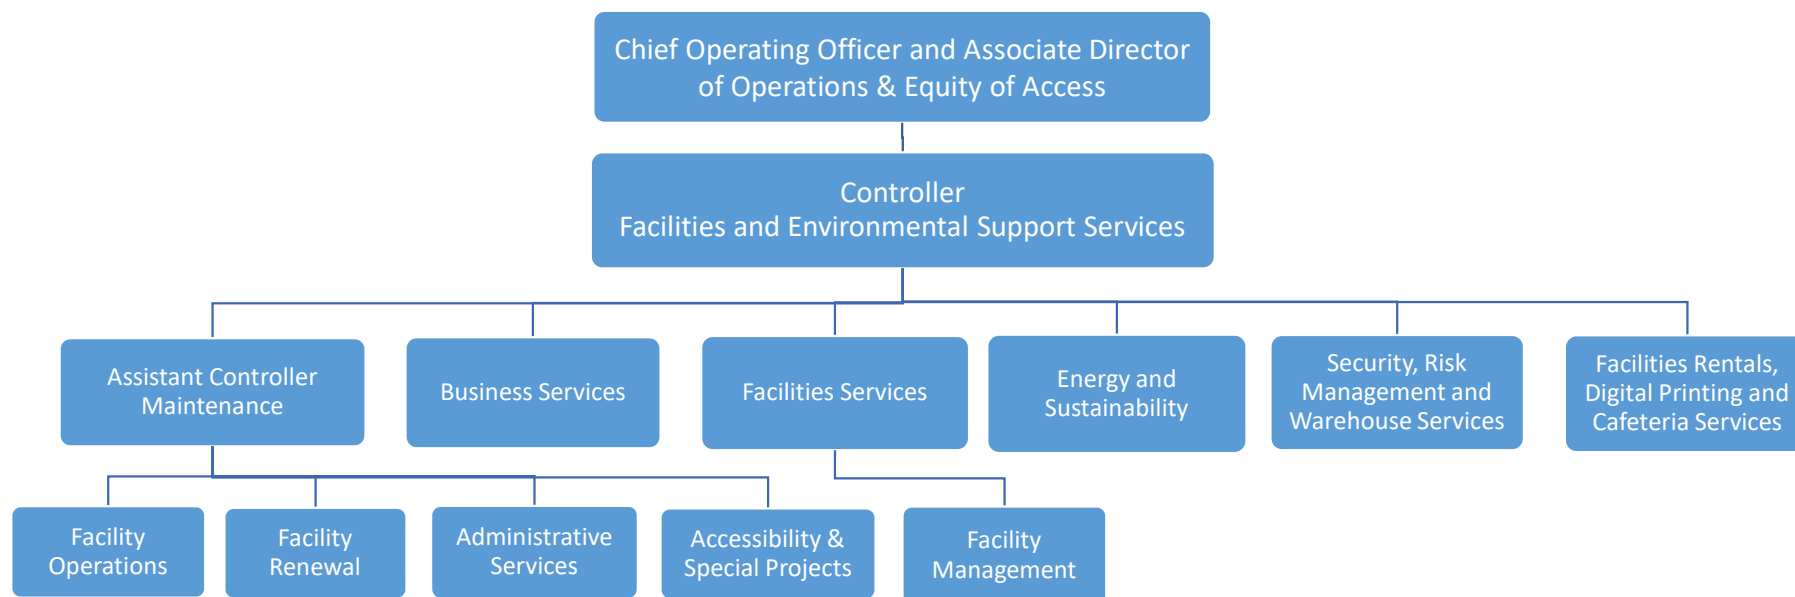 Chief Operating Officer and Associate Director
of Operations & Equity of Access
Controller
Facilities and Environmental Support Services
Assistant Controller
Maintenance
Business Services
Facilities Services
Energy and
Sustainability
Security, Risk
Management and
Warehouse Services
Facilities Rentals,
Digital Printing and
Cafeteria Services
Facility
Operations
Facility
Renewal
Administrative
Services
Accessibility &
Special Projects
Facility
Management